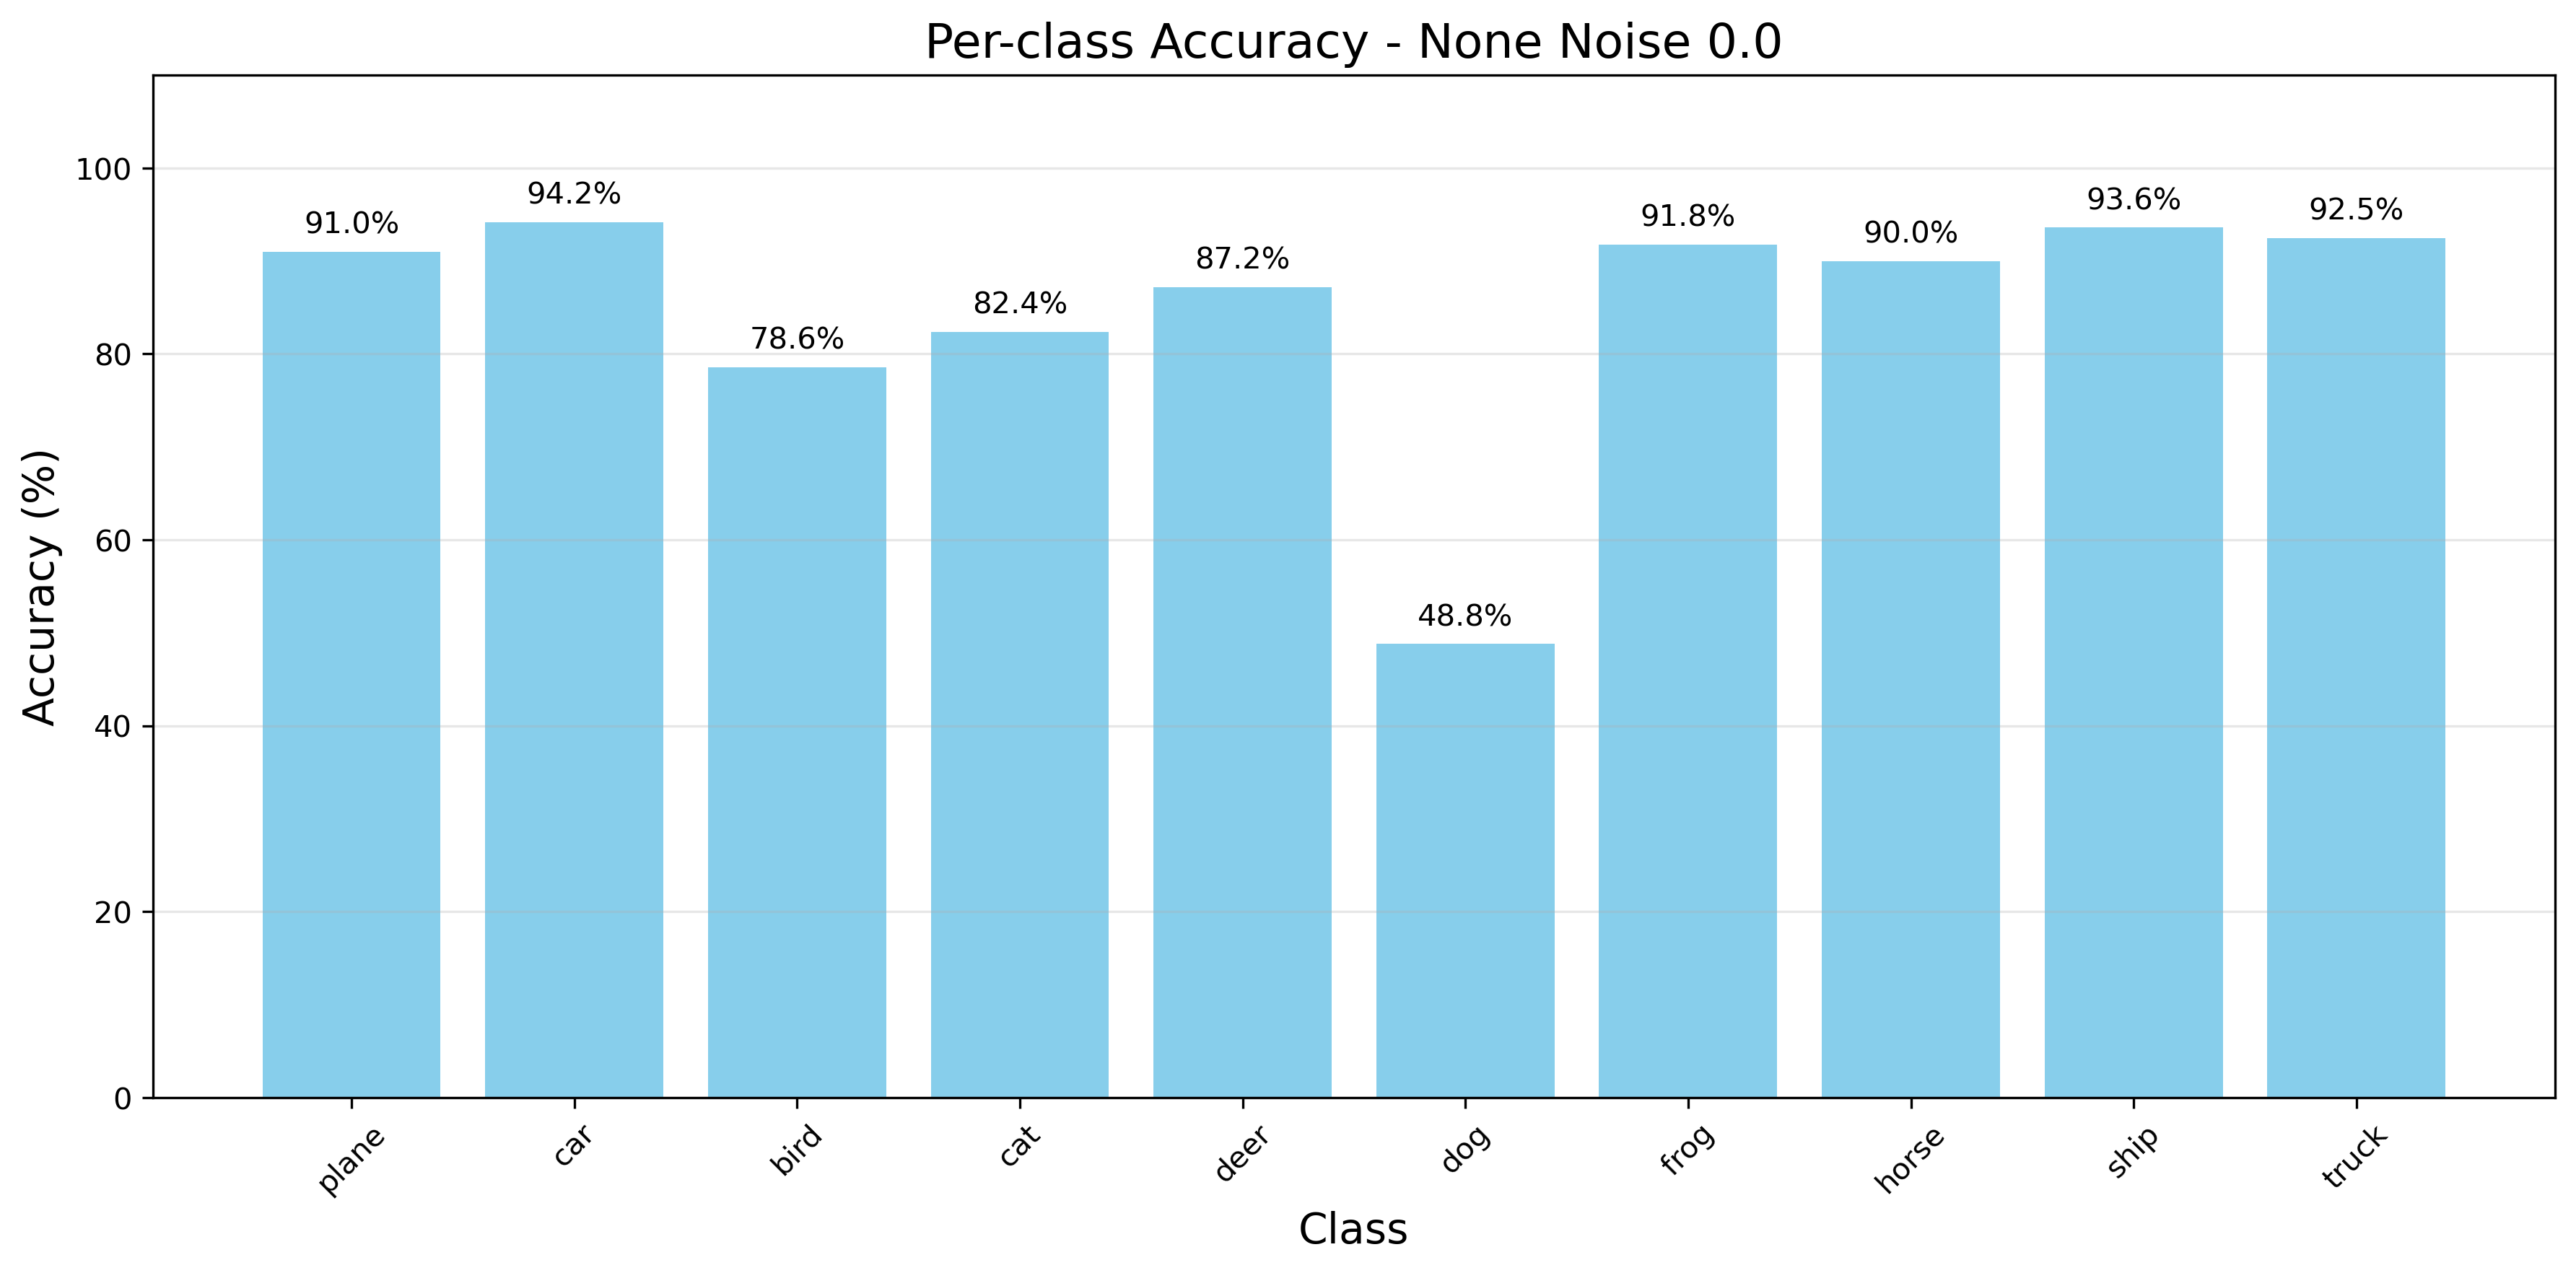 Per-class Accuracy - None Noise 0.0
Accuracy (%)
100
80
60
40
20
0
91.0%
94.2%
78.6%
82.4%
87.2%
48.8%
91.8%
90.0%
93.6%
92.5%
plane
car
bird
cat
deer
dog
frog
horse
ship
truck
Class